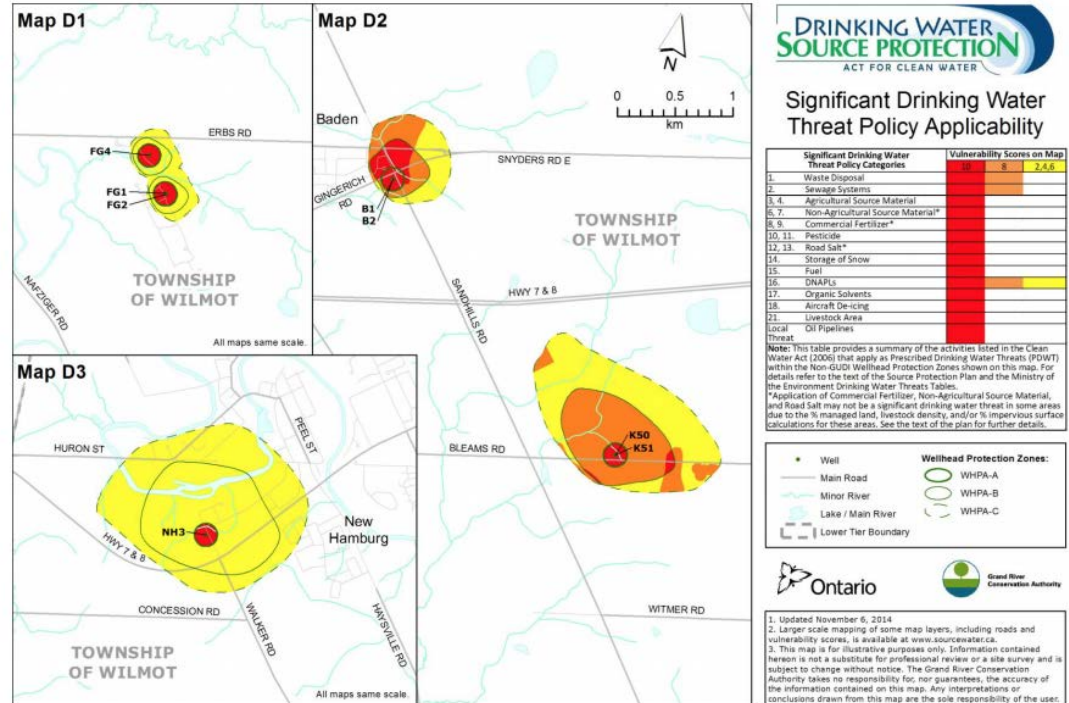 Map D1
ERBS RD
FG4
FG1
FG2
TOWNSHIP
OF WILMOT
NAFZIGER RD
All maps same scale.
Map D2
N
0 0.5 1
km
Baden
SNYDERS RD E
GINGERICH
RD
B1
B2
TOWNSHIP
OF WILMOT
SANDHILLS RD
HWY 7 & 8
K50
K51
BLEAMS RD
WITMER RD
Map D3
HURON ST
PEEL ST
NH3
New
Hamburg
HWY 7 & 8
CONCESSION RD
WALKER RD
HAYSVILLE RD
TOWNSHIP
OF WILMOT
All maps same scale.
DRINKING WATER
SOURCE PROTECTION
ACT FOR CLEAN WATER
Significant Drinking Water
Threat Policy Applicability
Significant Drinking Water Threat Policy Categories
Vulnerability Scores on Map
10 8 2,4,6
1. Waste Disposal
2. Sewage Systems
3, 4. Agricultural Source Material
6, 7. Non-Agricultural Source Material*
8, 9. Commercial Fertilizer*
10, 11. Pesticide
12, 13. Road Salt*
14. Storage of Snow
15. Fuel
16. DNAPLs
17. Organic Solvents
18. Aircraft De-icing
21. Livestock Area
Local Threat Oil Pipelines
Note: This table provides a summary of the activities listed in the Clean
Water Act (2006) that apply as Prescribed Drinking Water Threats (PDWT)
within the Non-GUDI Wellhead Protection Zones shown on this map. For
details refer to the text of the Source Protection Plan and the Ministry of
the Environment Drinking Water Threats Tables.
*Application of Commercial Fertilizer, Non-Agricultural Source Material,
and Road Salt may not be a significant drinking water threat in some areas
due to the % managed land, livestock density, and/or % impervious surface
calculations for these areas. See the text of the plan for further details.
Well
Main Road
Minor River
Lake / Main River
Lower Tier Boundary
Wellhead Protection Zones:
WHPA-A
WHPA-B
WHPA-C
Ontario
Grand River
Conservation Authority
1. Updated November 6, 2014
2. Larger scale mapping of some map layers, including roads and
vulnerability scores, is available at www.sourcewater.ca.
3. This map is for illustrative purposes only. Information contained
hereon is not a substitute for professional review or a site survey and is
subject to change without notice. The Grand River Conservation
Authority takes no responsibility for, nor guarantees, the accuracy of
the information contained on this map. Any interpretations or
conclusions drawn from this map are the sole responsibility of the user.